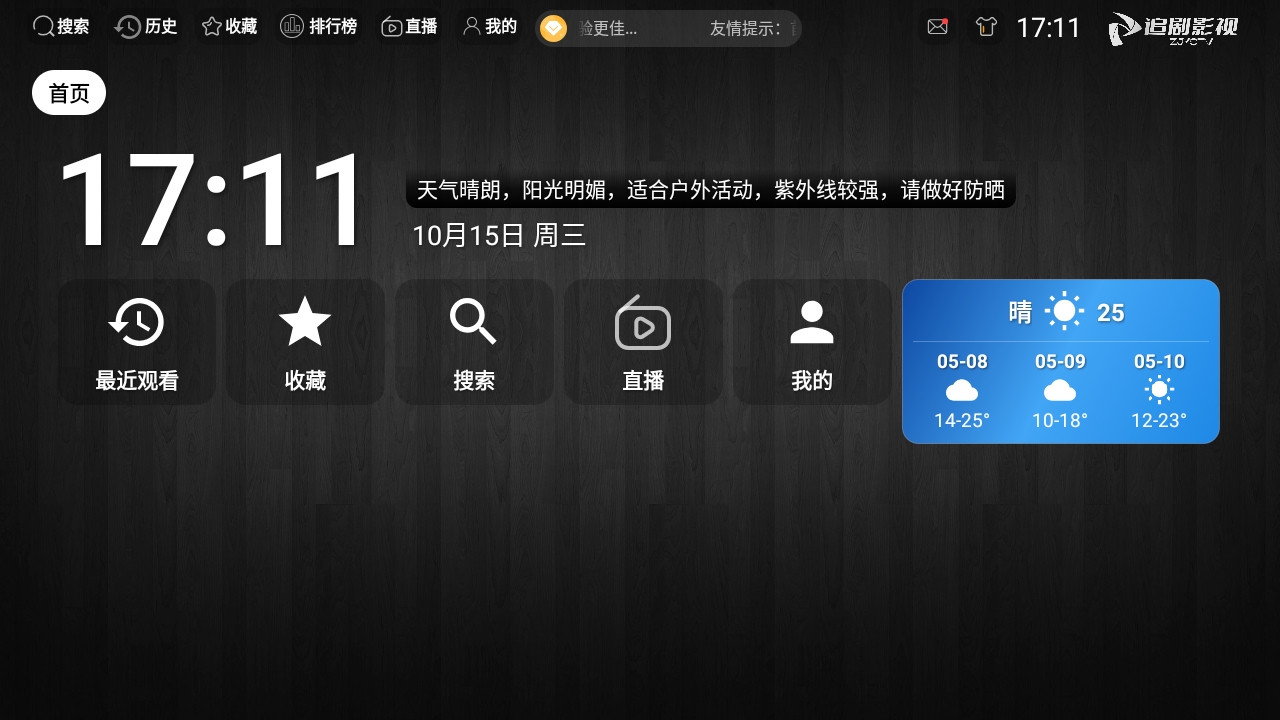 搜索 历史 收藏 排行榜 直播 我的 验更佳... 友情提示： 17:11 追剧影视
首页
17:11
天气晴朗，阳光明媚，适合户外活动，紫外线较强，请做好防晒
10月15日 周三
最近观看 收藏 搜索 直播 我的
晴 25
05-08 05-09 05-10
14-25° 10-18° 12-23°